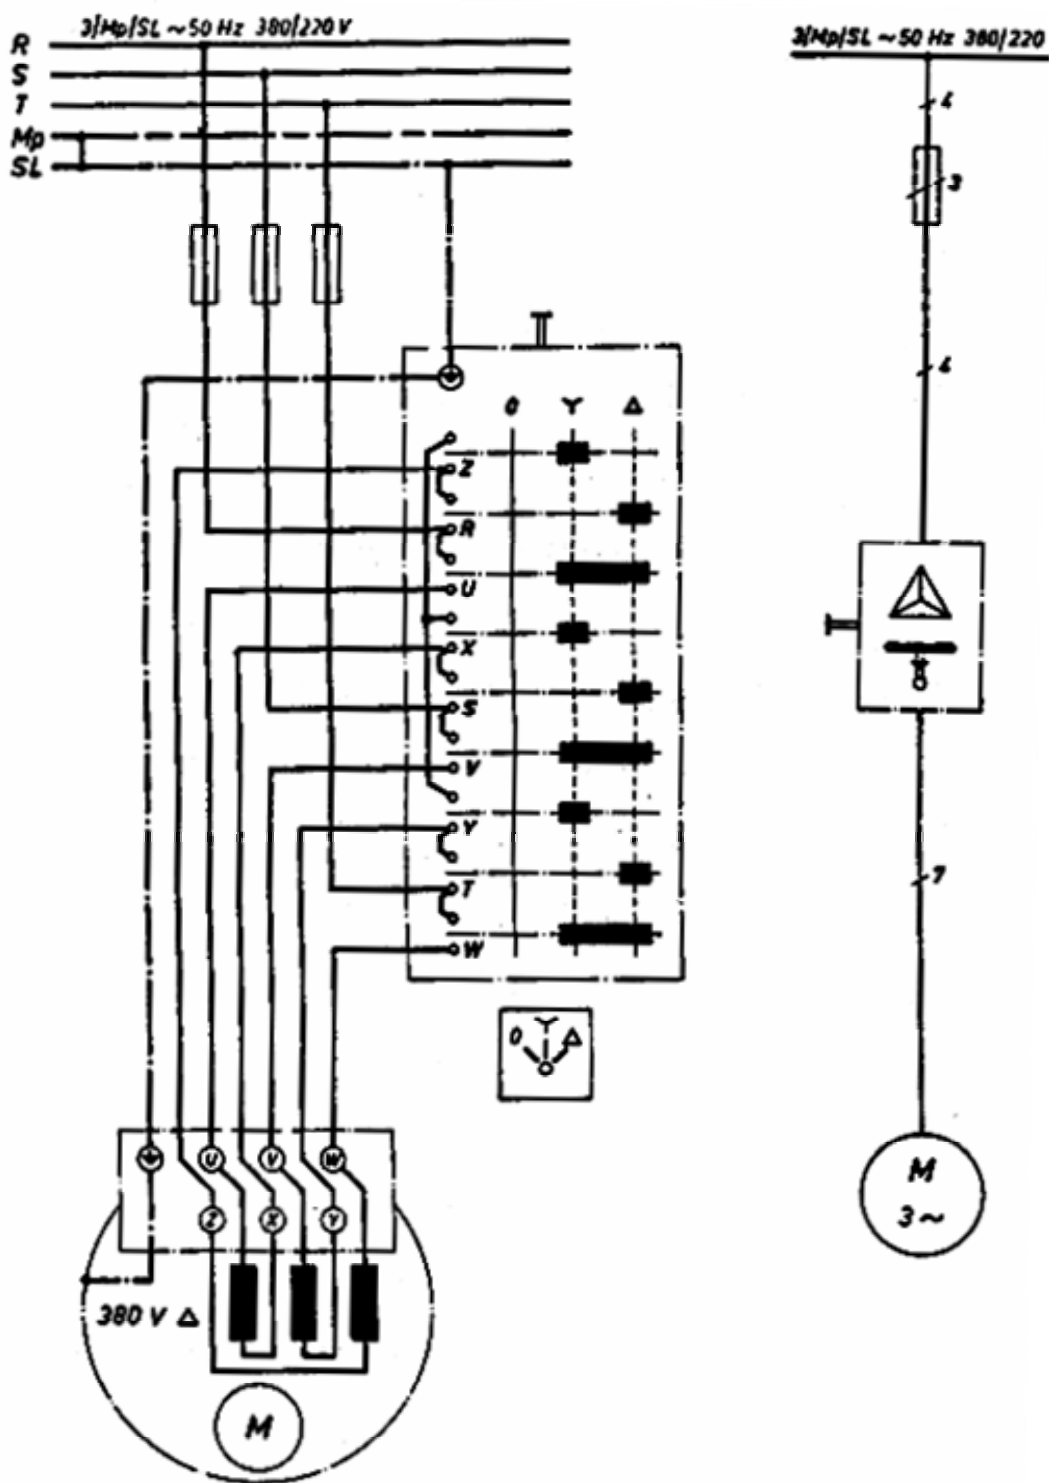 3/Mp/SL ~ 50 Hz 380/220 V
R
S
T
Mp
SL
0 Y Δ
Z
R
U
X
S
V
Y
T
W
0 Y Δ
U V W
Z X Y
380 V Δ
M
3/Mp/SL ~ 50 Hz 380/220
4
3
4
7
M
3 ~